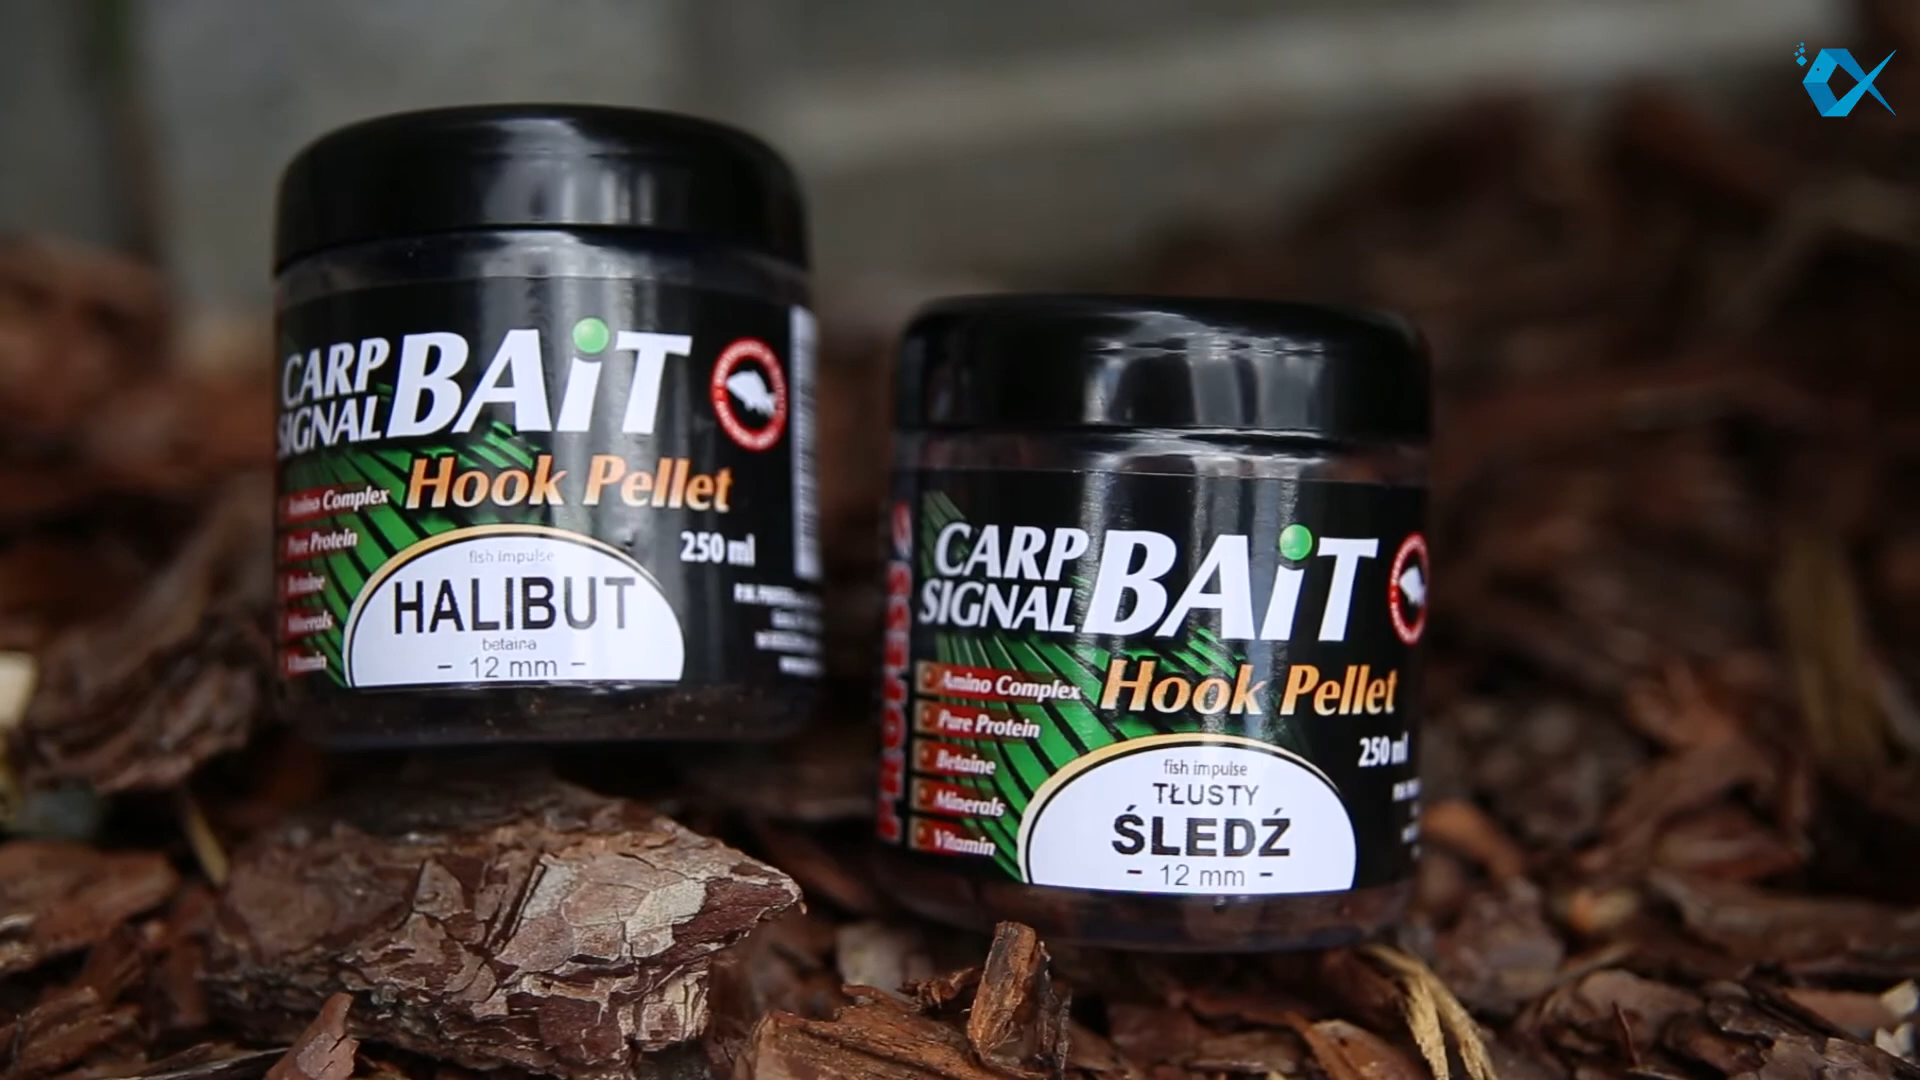 CARP
SIGNAL
BAiT
Hook Pellet
Amino Complex
Pure Protein
Betaine
Minerals
Vitamin
250 ml
fish impulse
HALIBUT
betaina
- 12 mm -
CARP
SIGNAL
BAiT
Hook Pellet
Amino Complex
Pure Protein
Betaine
Minerals
Vitamin
250 ml
fish impulse
TŁUSTY
ŚLEDŹ
- 12 mm -